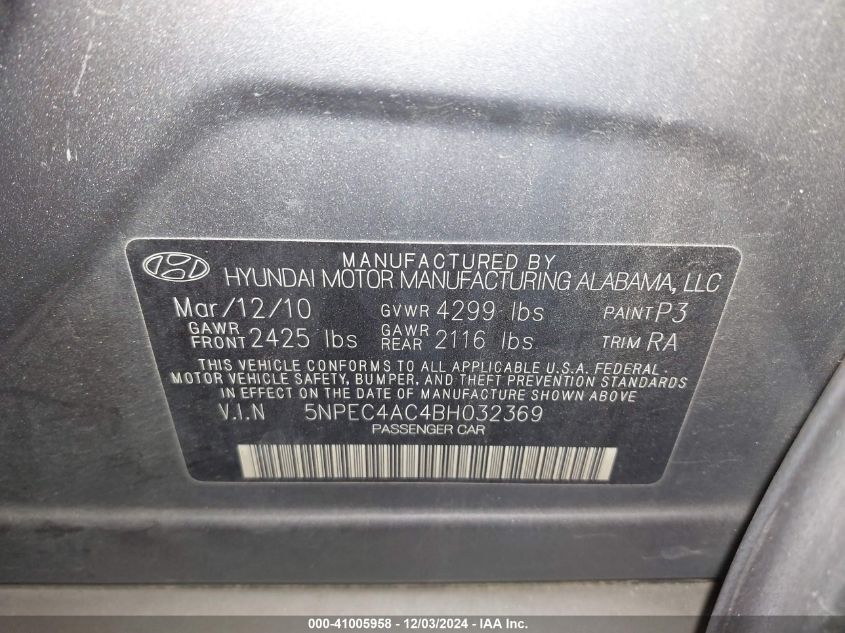 MANUFACTURED BY
HYUNDAI MOTOR MANUFACTURING ALABAMA, LLC
Mar/12/10 GVWR 4299 lbs PAINT P3
GAWR FRONT 2425 lbs GAWR REAR 2116 lbs. TRIM RA
THIS VEHICLE CONFORMS TO ALL APPLICABLE U.S.A. FEDERAL
MOTOR VEHICLE SAFETY, BUMPER, AND THEFT PREVENTION STANDARDS
IN EFFECT ON THE DATE OF MANUFACTURE SHOWN ABOVE
V.I.N 5NPEC4AC4BH032369
PASSENGER CAR
000-41005958 - 12/03/2024 - IAA Inc.